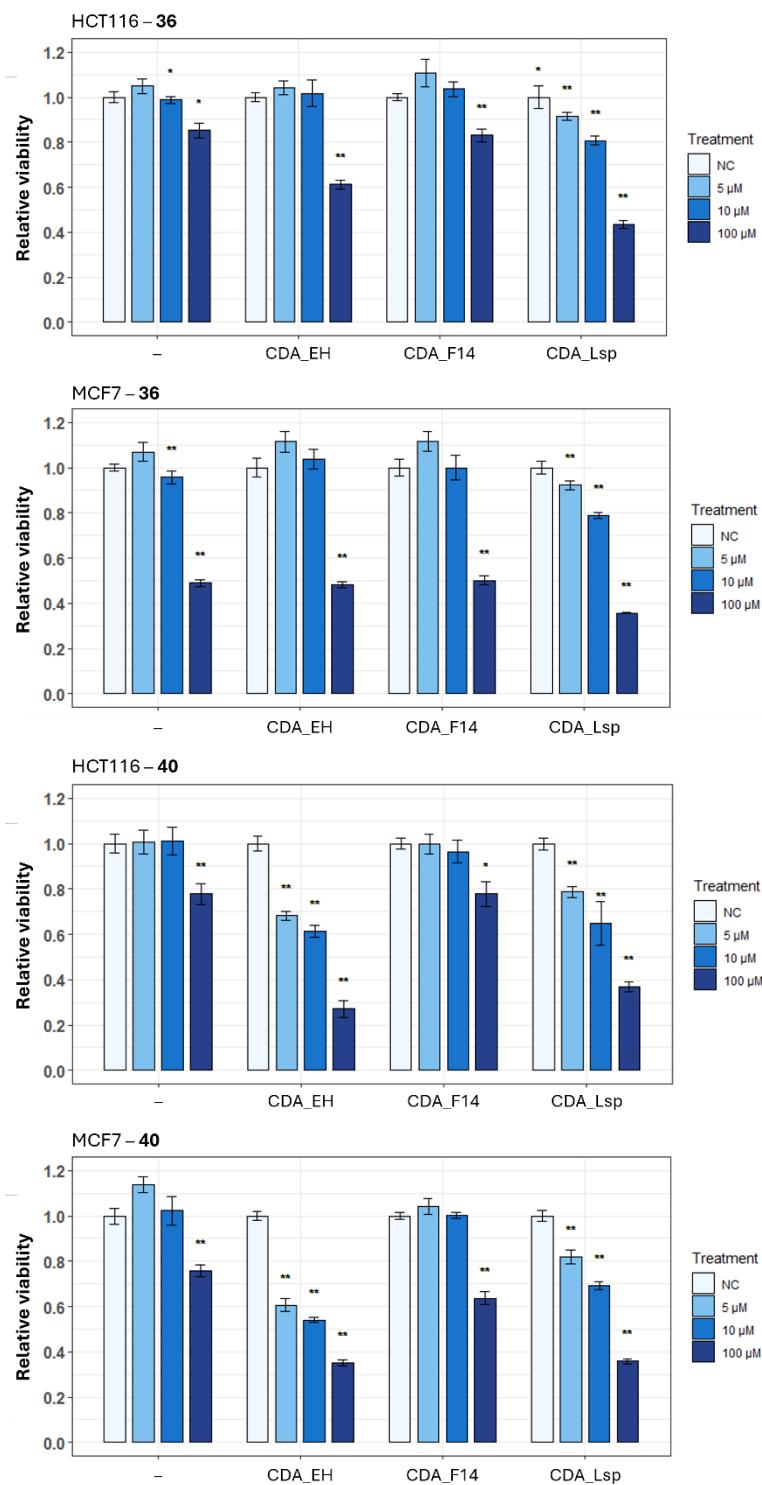 HCT116 – 36
1.2
1.0
0.8
0.6
0.4
0.2
0.0
Relative viability
* * ** ** * ** ** **
– CDA_EH CDA_F14 CDA_Lsp
Treatment
NC
5 µM
10 µM
100 µM
MCF7 – 36
1.2
1.0
0.8
0.6
0.4
0.2
0.0
Relative viability
** ** ** ** ** ** **
– CDA_EH CDA_F14 CDA_Lsp
Treatment
NC
5 µM
10 µM
100 µM
HCT116 – 40
1.2
1.0
0.8
0.6
0.4
0.2
0.0
Relative viability
** ** ** ** * ** ** **
– CDA_EH CDA_F14 CDA_Lsp
Treatment
NC
5 µM
10 µM
100 µM
MCF7 – 40
1.2
1.0
0.8
0.6
0.4
0.2
0.0
Relative viability
** ** ** ** ** ** ** **
– CDA_EH CDA_F14 CDA_Lsp
Treatment
NC
5 µM
10 µM
100 µM